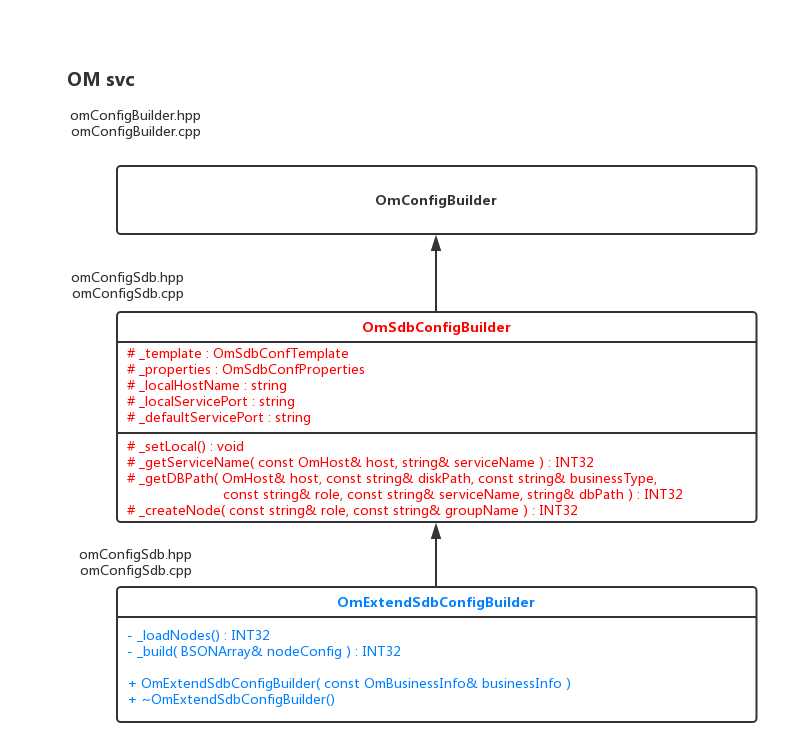 OM svc
omConfigBuilder.hpp
omConfigBuilder.cpp
OmConfigBuilder
omConfigSdb.hpp
omConfigSdb.cpp
OmSdbConfigBuilder
# _template : OmSdbConfTemplate
# _properties : OmSdbConfProperties
# _localHostName : string
# _localServicePort : string
# _defaultServicePort : string
# _setLocal() : void
# _getServiceName( const OmHost& host, string& serviceName ) : INT32
# _getDBPath( OmHost& host, const string& diskPath, const string& businessType,
const string& role, const string& serviceName, string& dbPath ) : INT32
# _createNode( const string& role, const string& groupName ) : INT32
omConfigSdb.hpp
omConfigSdb.cpp
OmExtendSdbConfigBuilder
- _loadNodes() : INT32
- _build( BSONArray& nodeConfig ) : INT32
+ OmExtendSdbConfigBuilder( const OmBusinessInfo& businessInfo )
+ ~OmExtendSdbConfigBuilder()